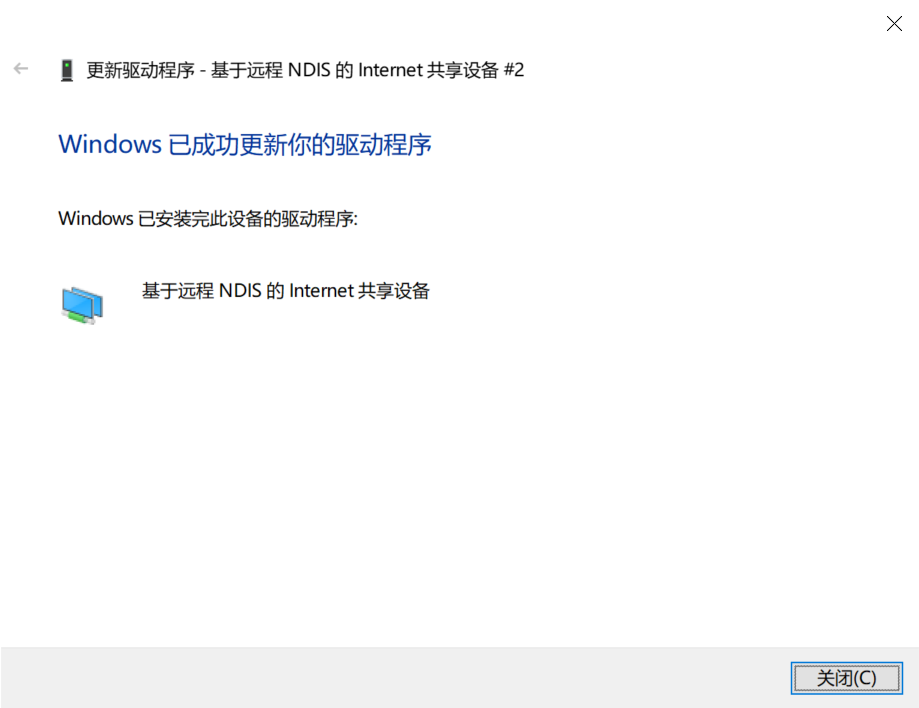 更新驱动程序 - 基于远程 NDIS 的 Internet 共享设备 #2
Windows 已成功更新你的驱动程序
Windows 已安装完此设备的驱动程序:
基于远程 NDIS 的 Internet 共享设备
关闭(C)